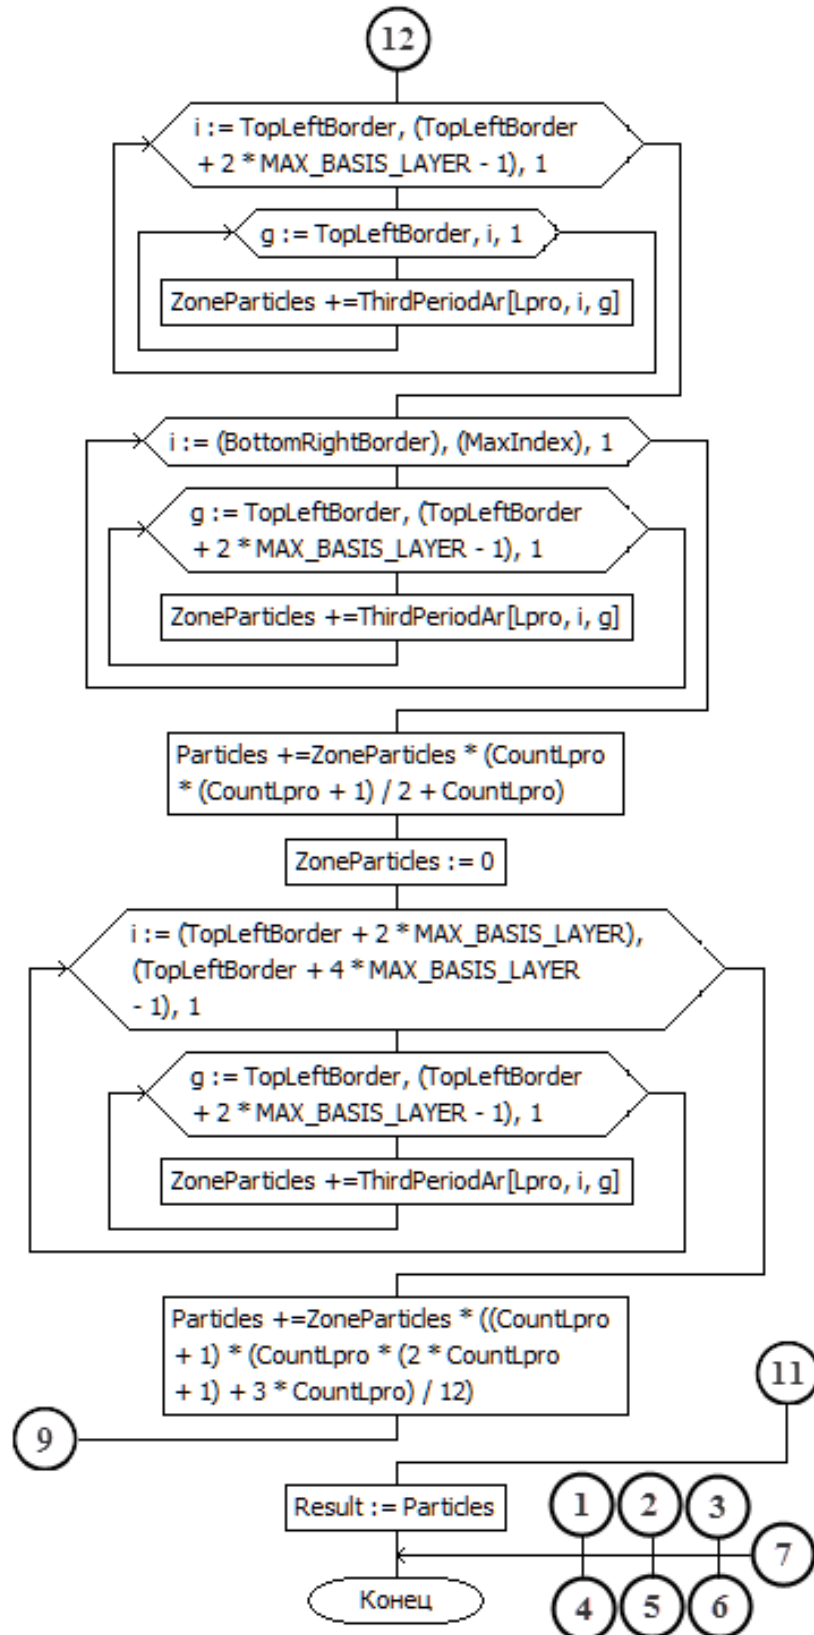 12
i := TopLeftBorder, (TopLeftBorder
+ 2 * MAX_BASIS_LAYER - 1), 1
g := TopLeftBorder, i, 1
ZoneParticles +=ThirdPeriodAr[Lpro, i, g]
i := (BottomRightBorder), (MaxIndex), 1
g := TopLeftBorder, (TopLeftBorder
+ 2 * MAX_BASIS_LAYER - 1), 1
ZoneParticles +=ThirdPeriodAr[Lpro, i, g]
Particles +=ZoneParticles * (CountLpro
* (CountLpro + 1) / 2 + CountLpro)
ZoneParticles := 0
i := (TopLeftBorder + 2 * MAX_BASIS_LAYER),
(TopLeftBorder + 4 * MAX_BASIS_LAYER
- 1), 1
g := TopLeftBorder, (TopLeftBorder
+ 2 * MAX_BASIS_LAYER - 1), 1
ZoneParticles +=ThirdPeriodAr[Lpro, i, g]
Particles +=ZoneParticles * ((CountLpro
+ 1) * (CountLpro * (2 * CountLpro
+ 1) + 3 * CountLpro) / 12)
11
9
Result := Particles
1 2 3
7
Конец
4 5 6